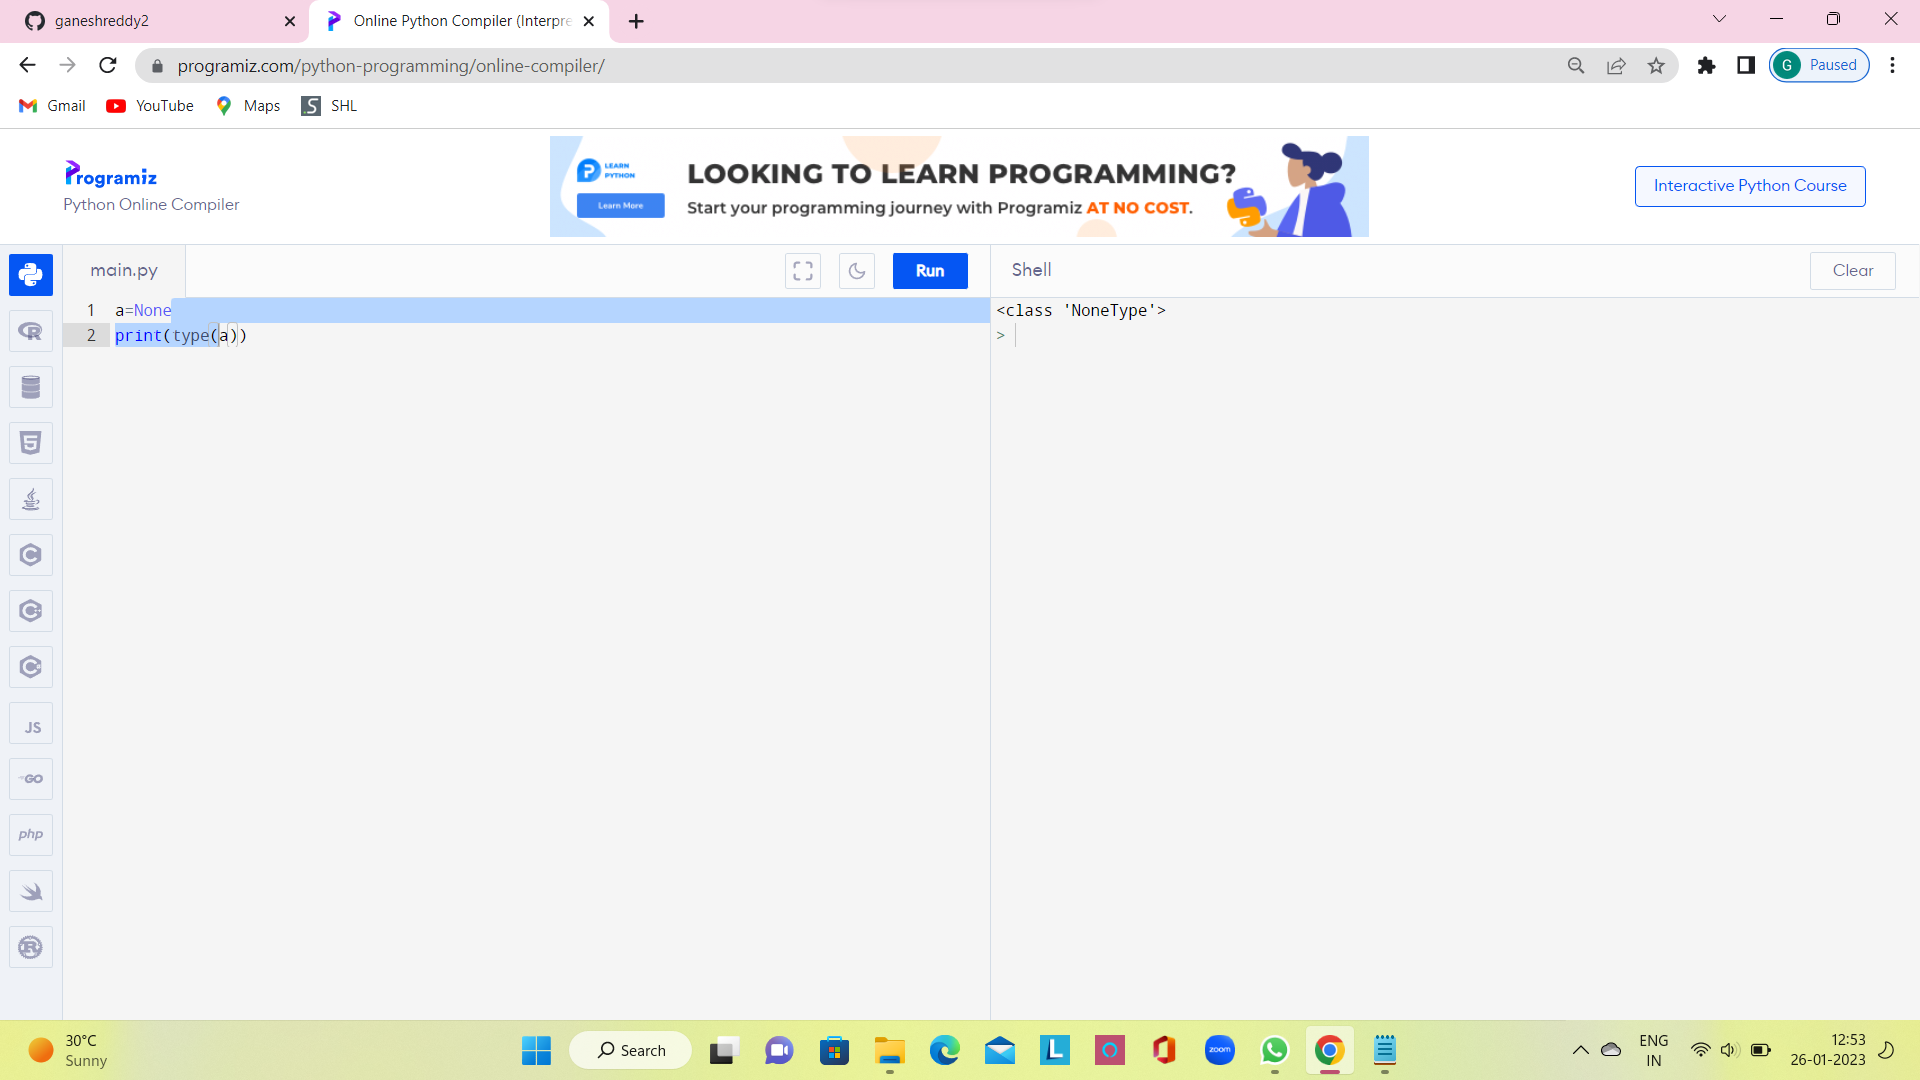 ganeshreddy2
Online Python Compiler (Interpre
programiz.com/python-programming/online-compiler/
G Paused
Gmail YouTube Maps SHL
Programiz
Python Online Compiler
LEARN
PYTHON
Learn More
LOOKING TO LEARN PROGRAMMING?
Start your programming journey with Programiz AT NO COST.
Interactive Python Course
main.py
Run
Shell
Clear
1 a=None
2 print(type(a))
<class 'NoneType'>
>
JS
GO
php
30°C
Sunny
Search
zoom
ENG
IN
12:53
26-01-2023